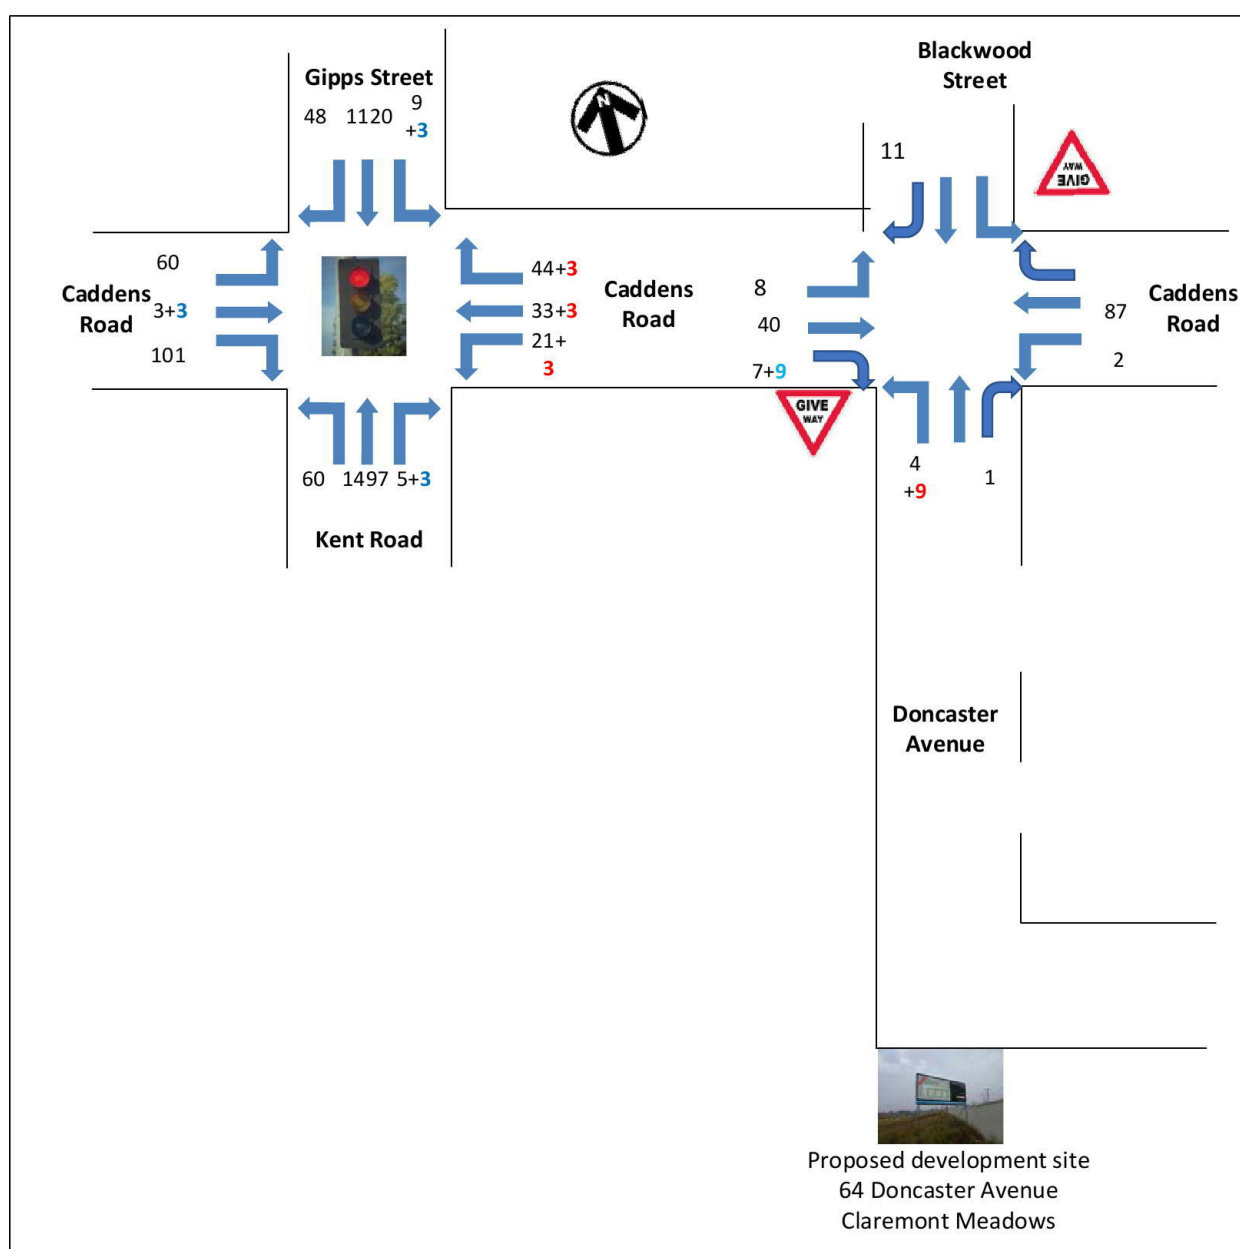 Gipps Street
48 1120 9
+3
N
Blackwood
Street
11
GIVE
WAY
60
Caddens
Road
3+3
101
44+3
33+3
21+
3
Caddens
Road
8
40
7+9
GIVE
WAY
87
2
Caddens
Road
60 1497 5+3
Kent Road
4
+9
1
Doncaster
Avenue
Proposed development site
64 Doncaster Avenue
Claremont Meadows